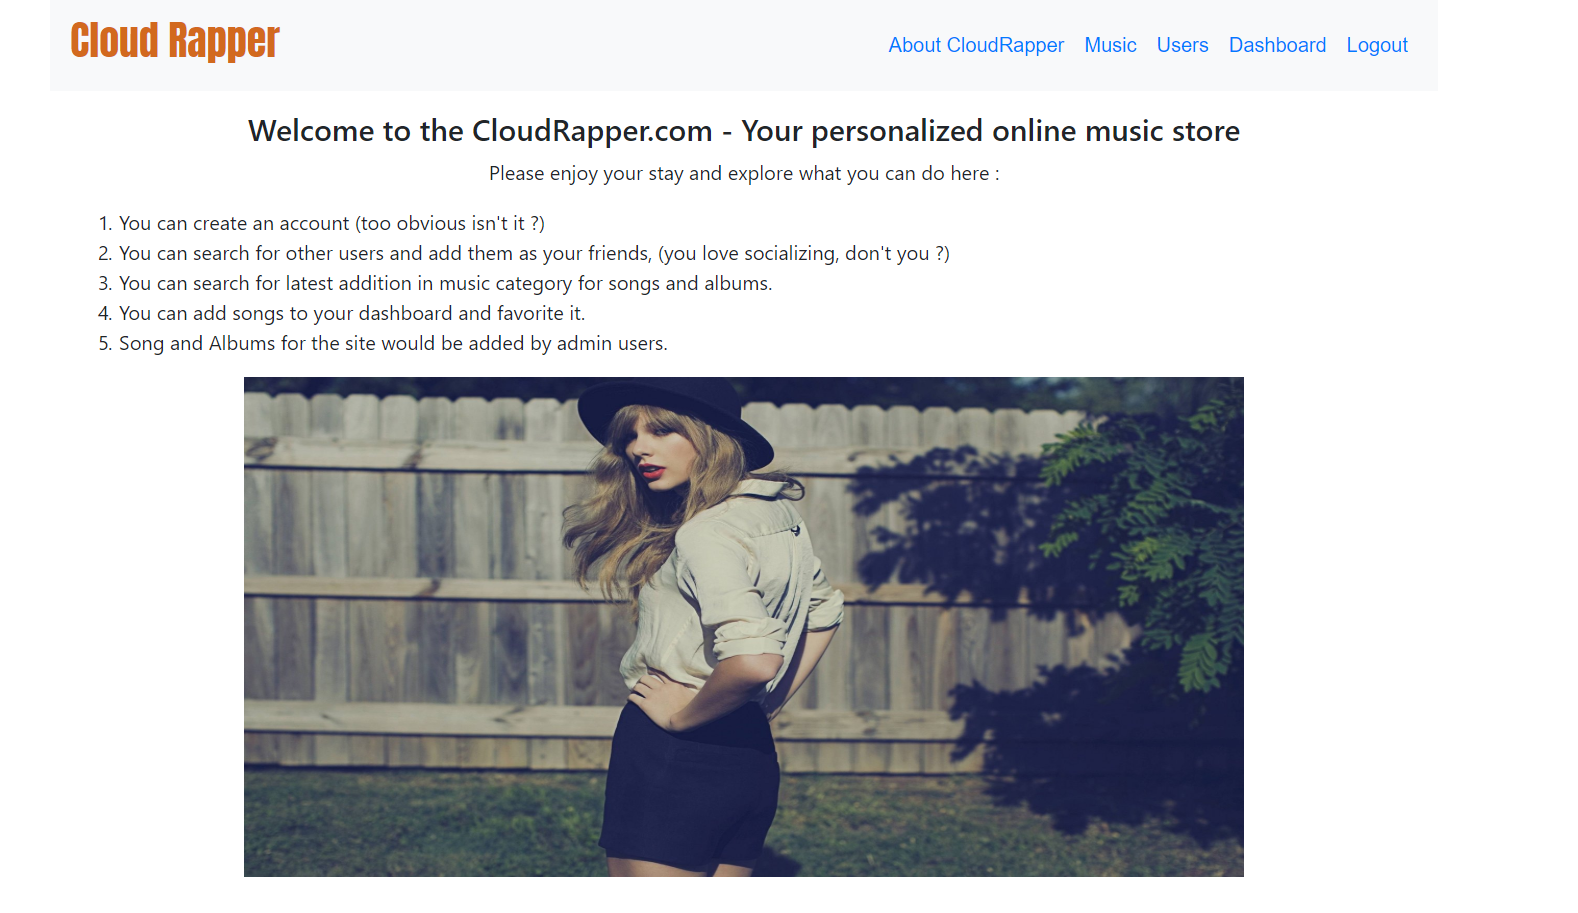 Cloud Rapper
About CloudRapper Music Users Dashboard Logout
Welcome to the CloudRapper.com - Your personalized online music store
Please enjoy your stay and explore what you can do here :
1. You can create an account (too obvious isn't it ?)
2. You can search for other users and add them as your friends, (you love socializing, don't you ?)
3. You can search for latest addition in music category for songs and albums.
4. You can add songs to your dashboard and favorite it.
5. Song and Albums for the site would be added by admin users.